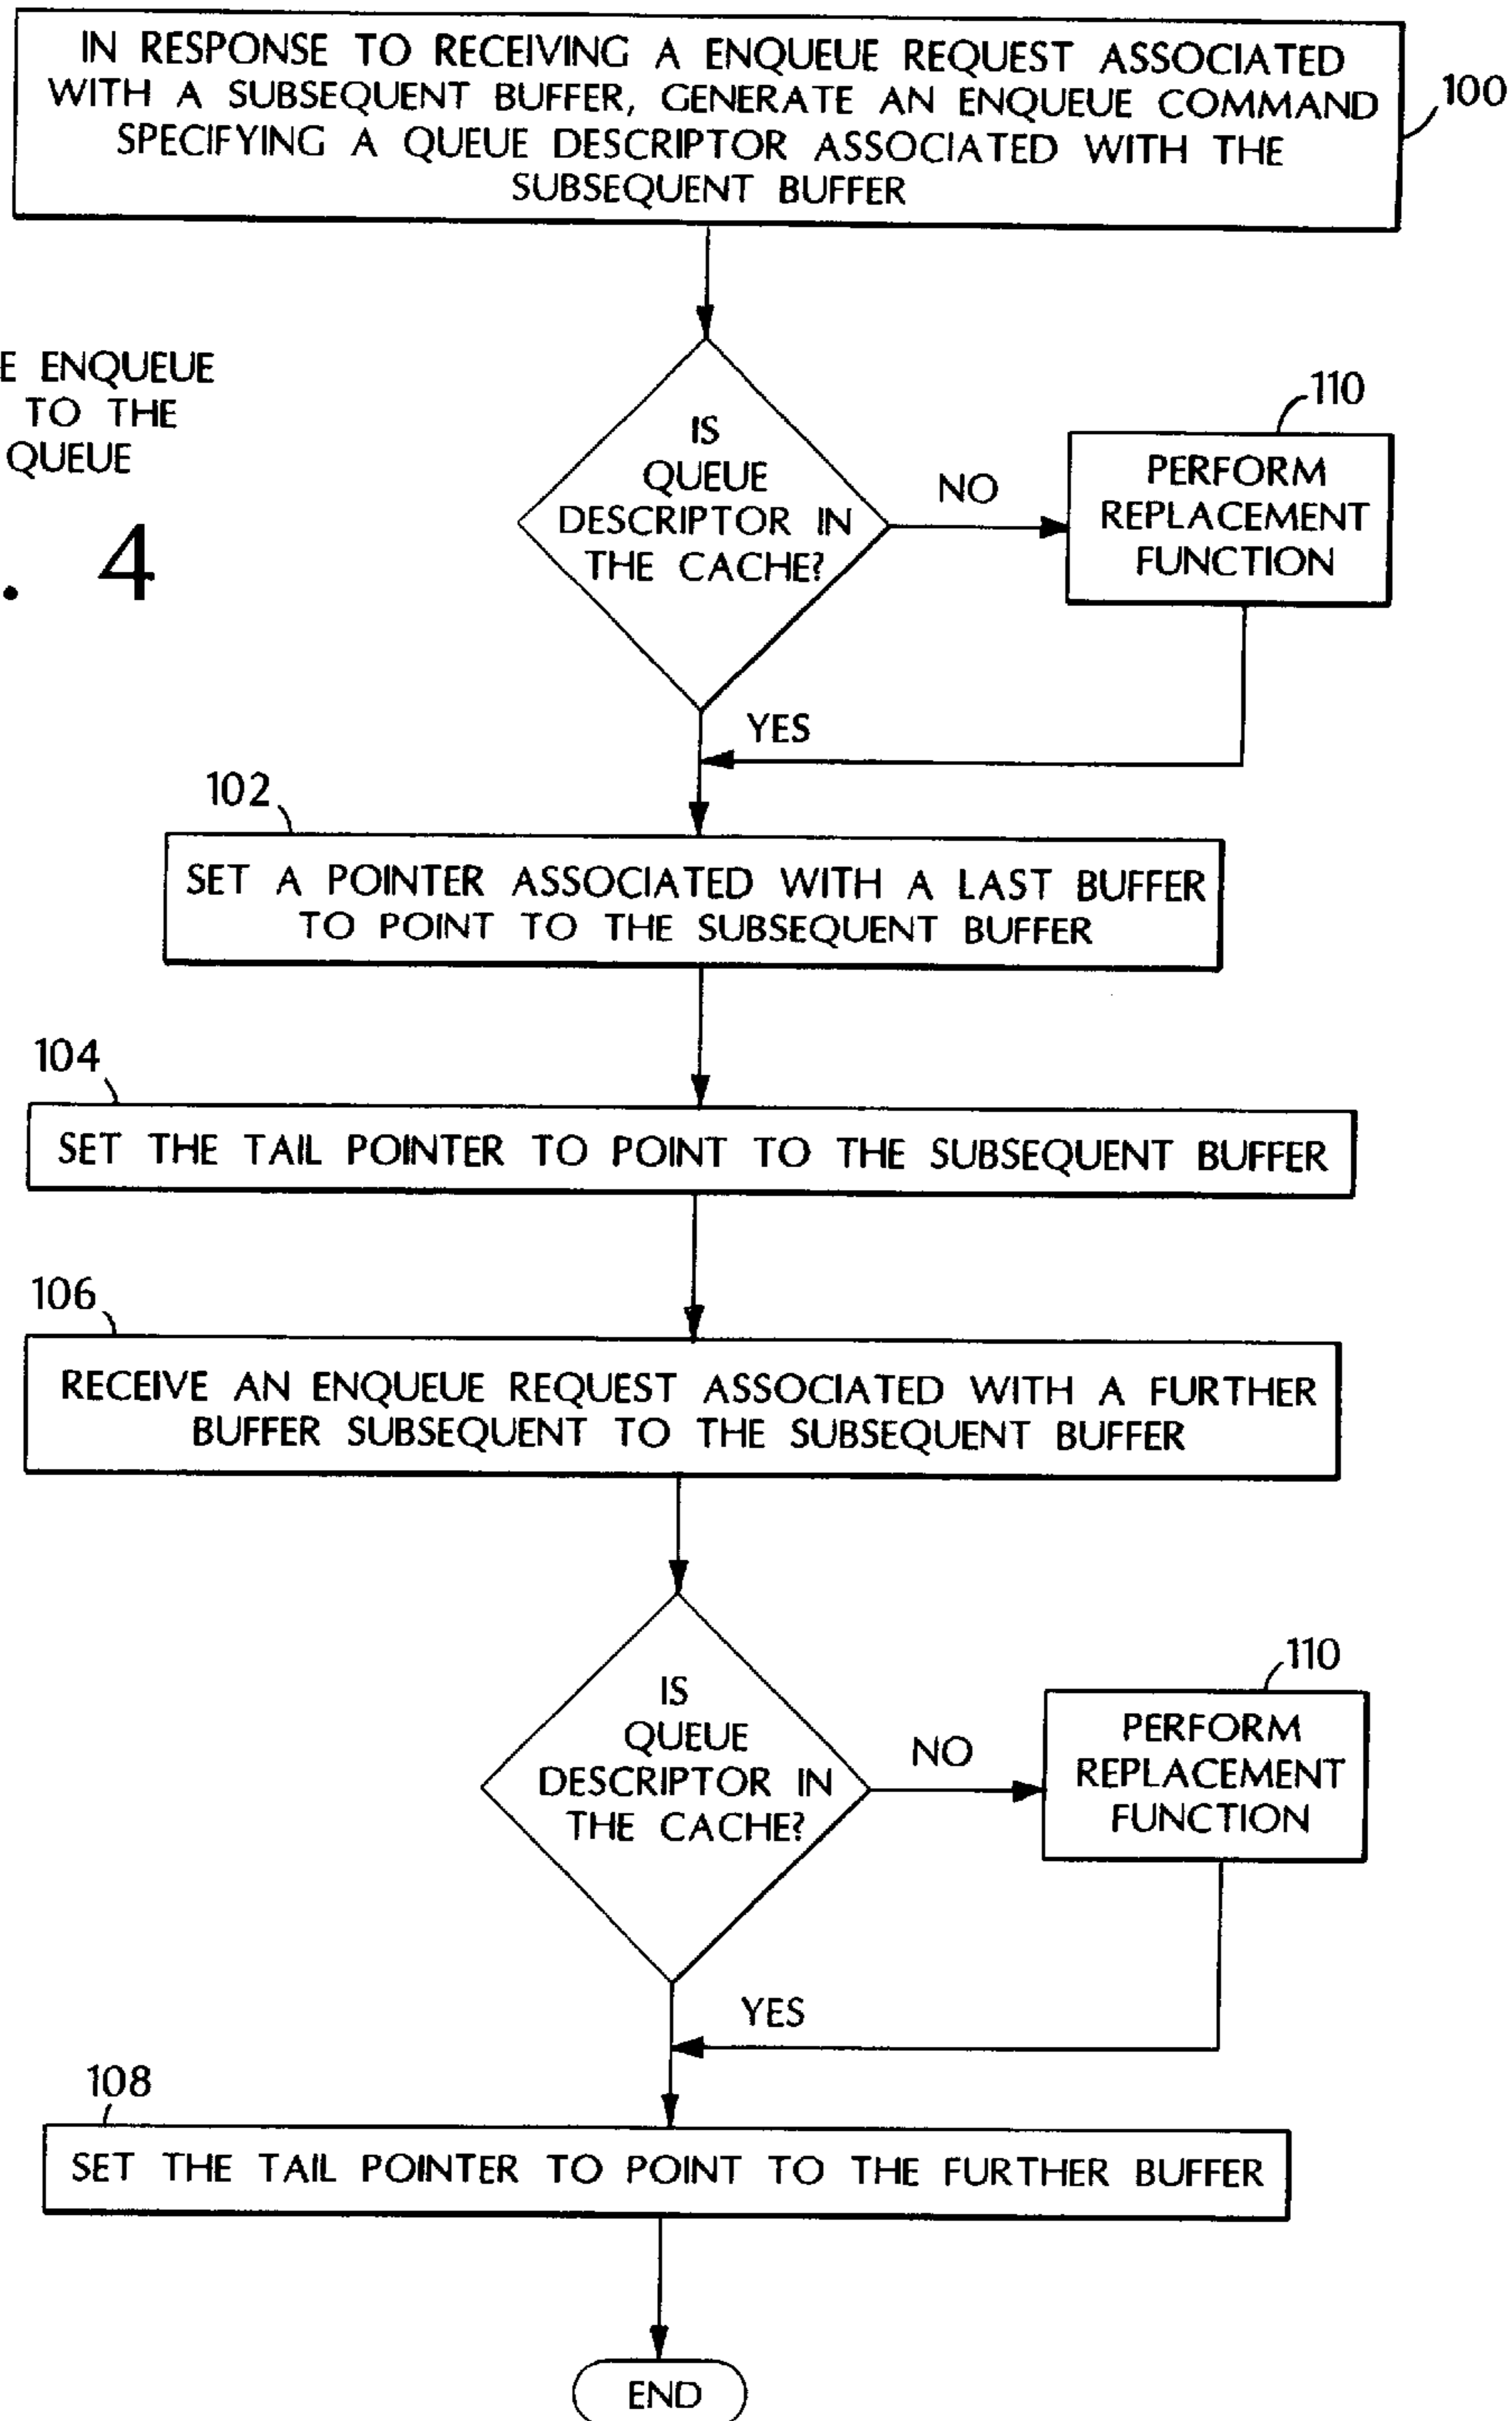 IN RESPONSE TO RECEIVING A ENQUEUE REQUEST ASSOCIATED
WITH A SUBSEQUENT BUFFER, GENERATE AN ENQUEUE COMMAND
SPECIFYING A QUEUE DESCRIPTOR ASSOCIATED WITH THE
SUBSEQUENT BUFFER
100
ENQUEUE
TO THE
QUEUE
. 4
IS
QUEUE
DESCRIPTOR IN
THE CACHE?
NO
110
PERFORM
REPLACEMENT
FUNCTION
YES
102
SET A POINTER ASSOCIATED WITH A LAST BUFFER
TO POINT TO THE SUBSEQUENT BUFFER
104
SET THE TAIL POINTER TO POINT TO THE SUBSEQUENT BUFFER
106
RECEIVE AN ENQUEUE REQUEST ASSOCIATED WITH A FURTHER
BUFFER SUBSEQUENT TO THE SUBSEQUENT BUFFER
IS
QUEUE
DESCRIPTOR IN
THE CACHE?
NO
110
PERFORM
REPLACEMENT
FUNCTION
YES
108
SET THE TAIL POINTER TO POINT TO THE FURTHER BUFFER
END